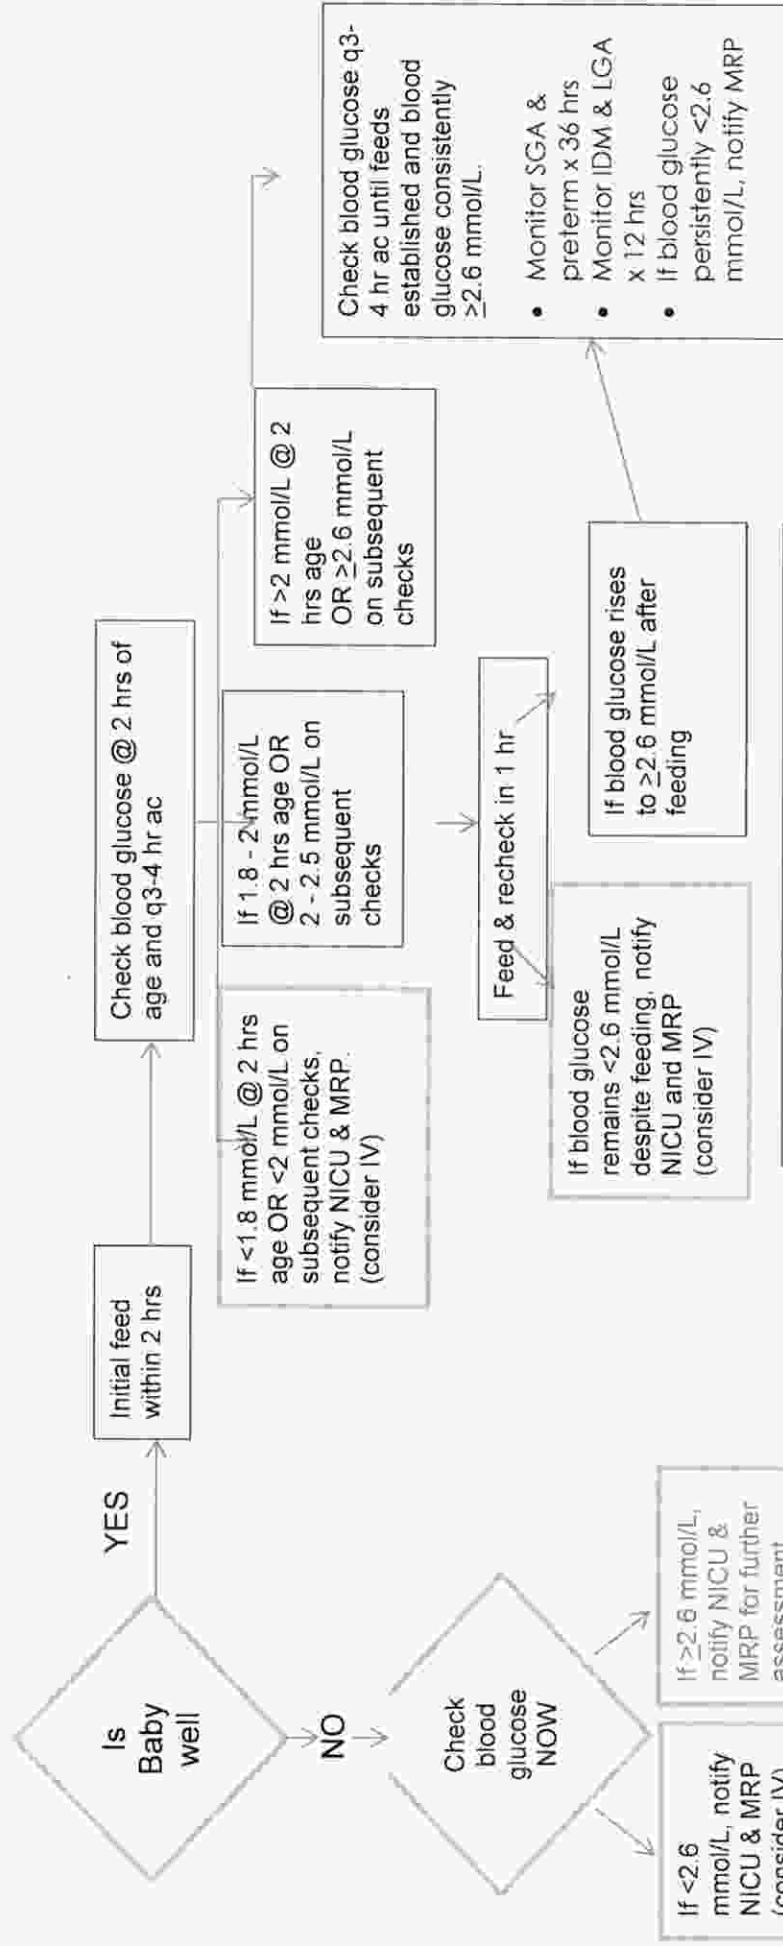 Is
Baby
well
YES
NO
Initial feed
within 2 hrs
Check blood glucose @ 2 hrs of
age and q3-4 hr ac
If <1.8 mmol/L @ 2 hrs
age OR <2 mmol/L on
subsequent checks,
notify NICU & MRP.
(consider IV)
If 1.8 - 2 mmol/L
@ 2 hrs age OR
2 - 2.5 mmol/L on
subsequent
checks
If >2 mmol/L @ 2
hrs age
OR ≥2.6 mmol/L
on subsequent
checks
Check blood glucose q3-
4 hr ac until feeds
established and blood
glucose consistently
≥2.6 mmol/L.
• Monitor SGA &
preterm x 36 hrs
• Monitor IDM & LGA
x 12 hrs
• If blood glucose
persistently <2.6
mmol/L, notify MRP
Feed & recheck in 1 hr
If blood glucose
remains <2.6 mmol/L
despite feeding, notify
NICU and MRP
(consider IV)
If blood glucose rises
to ≥2.6 mmol/L after
feeding
Check
blood
glucose
NOW
If <2.6
mmol/L, notify
NICU & MRP
(consider IV)
If ≥2.6 mmol/L,
notify NICU &
MRP for further
assessment